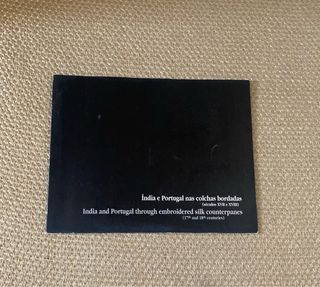 Índia e Portugal nas colchas bordadas
(séculos XVII e XVIII)
India and Portugal through embroidered silk counterpanes
(17th and 18th centuries)